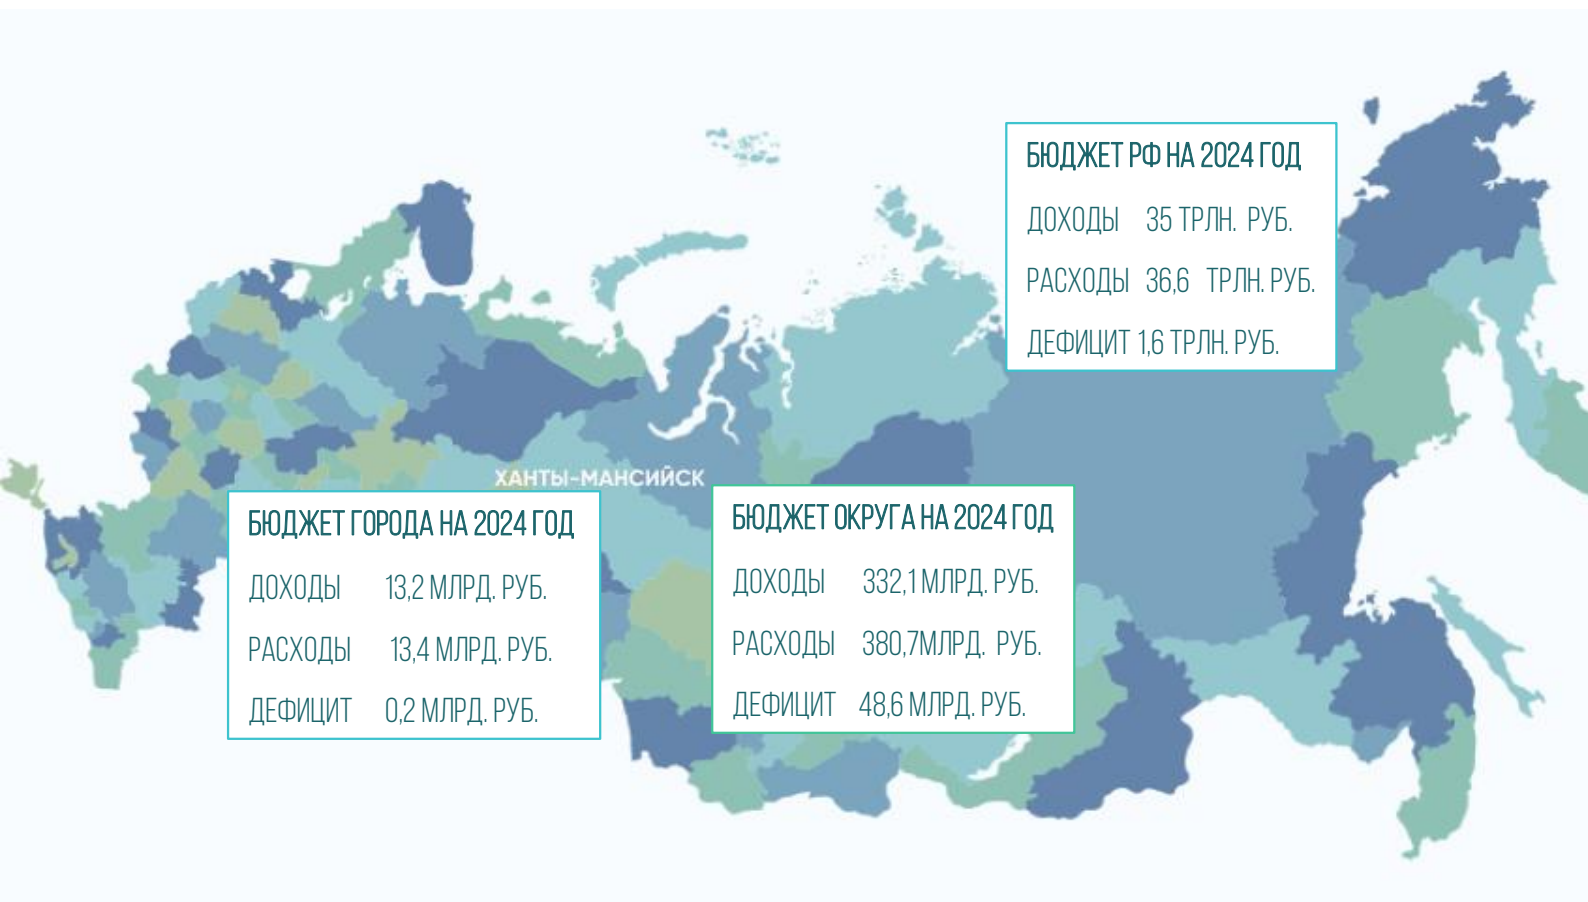 БЮДЖЕТ РФ НА 2024 ГОД
ДОХОДЫ 35 ТРЛН. РУБ.
РАСХОДЫ 36,6 ТРЛН. РУБ.
ДЕФИЦИТ 1,6 ТРЛН. РУБ.
ХАНТЫ-МАНСИЙСК
БЮДЖЕТ ГОРОДА НА 2024 ГОД
ДОХОДЫ 13,2 МЛРД. РУБ.
РАСХОДЫ 13,4 МЛРД. РУБ.
ДЕФИЦИТ 0,2 МЛРД. РУБ.
БЮДЖЕТ ОКРУГА НА 2024 ГОД
ДОХОДЫ 332,1 МЛРД. РУБ.
РАСХОДЫ 380,7МЛРД. РУБ.
ДЕФИЦИТ 48,6 МЛРД. РУБ.